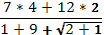 7 * 4 + 12 * 2
1 + 9 + √2 + 1